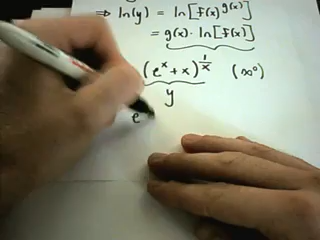 ⇒ ln(y) = ln[f(x)^g(x)]
= g(x)·ln[f(x)]
(e^x + x)^(1/x) (∞^0)
y
e